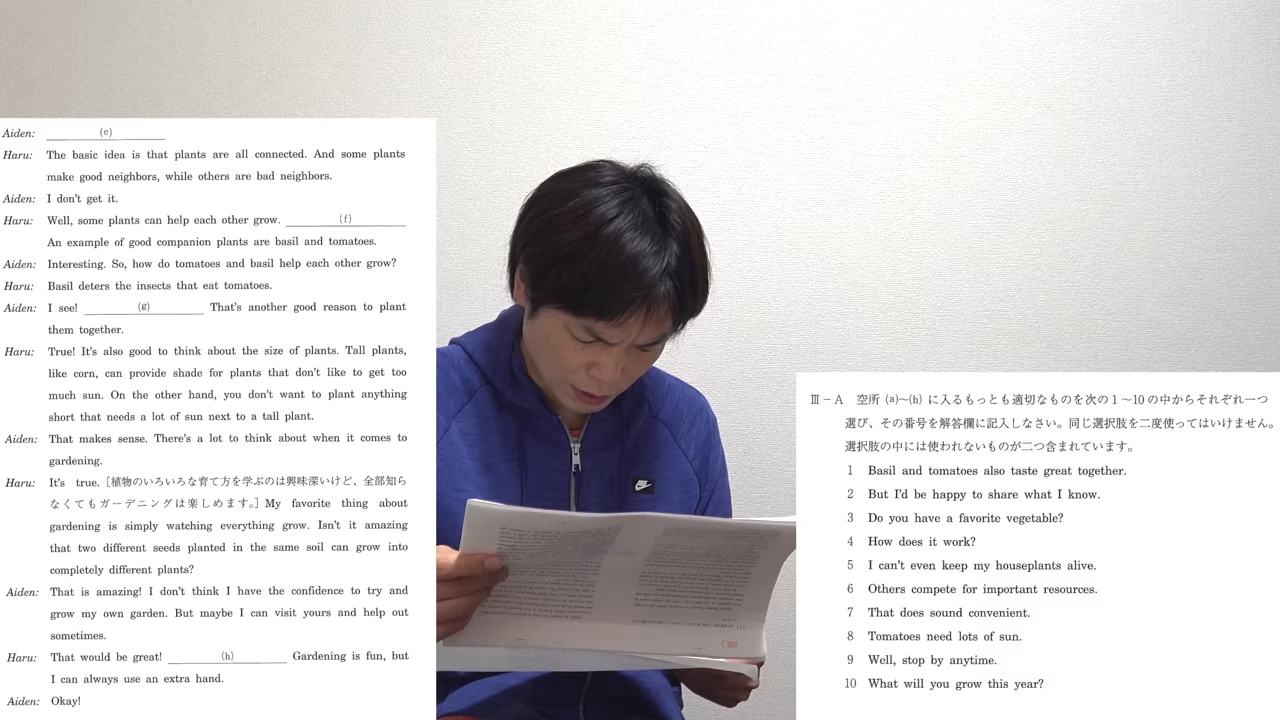 Aiden: (e)
Haru: The basic idea is that plants are all connected. And some plants
make good neighbors, while others are bad neighbors.
Aiden: I don't get it.
Haru: Well, some plants can help each other grow. (f)
An example of good companion plants are basil and tomatoes.
Aiden: Interesting. So, how do tomatoes and basil help each other grow?
Haru: Basil deters the insects that eat tomatoes.
Aiden: I see! (g) That's another good reason to plant
them together.
Haru: True! It's also good to think about the size of plants. Tall plants,
like corn, can provide shade for plants that don't like to get too
much sun. On the other hand, you don't want to plant anything
short that needs a lot of sun next to a tall plant.
Aiden: That makes sense. There's a lot to think about when it comes to
gardening.
Haru: It's true. [植物のいろいろな育て方を学ぶのは興味深いけど、全部知ら
なくてもガーデニングは楽しめます。] My favorite thing about
gardening is simply watching everything grow. Isn't it amazing
that two different seeds planted in the same soil can grow into
completely different plants?
Aiden: That is amazing! I don't think I have the confidence to try and
grow my own garden. But maybe I can visit yours and help out
sometimes.
Haru: That would be great! (h) Gardening is fun, but
I can always use an extra hand.
Aiden: Okay!
Ⅲ－A 空所 (a)～(h) に入るもっとも適切なものを次の1～10の中からそれぞれ一つ
選び、その番号を解答欄に記入しなさい。同じ選択肢を二度使ってはいけません。
選択肢の中には使われないものが二つ含まれています。
1 Basil and tomatoes also taste great together.
2 But I'd be happy to share what I know.
3 Do you have a favorite vegetable?
4 How does it work?
5 I can't even keep my houseplants alive.
6 Others compete for important resources.
7 That does sound convenient.
8 Tomatoes need lots of sun.
9 Well, stop by anytime.
10 What will you grow this year?